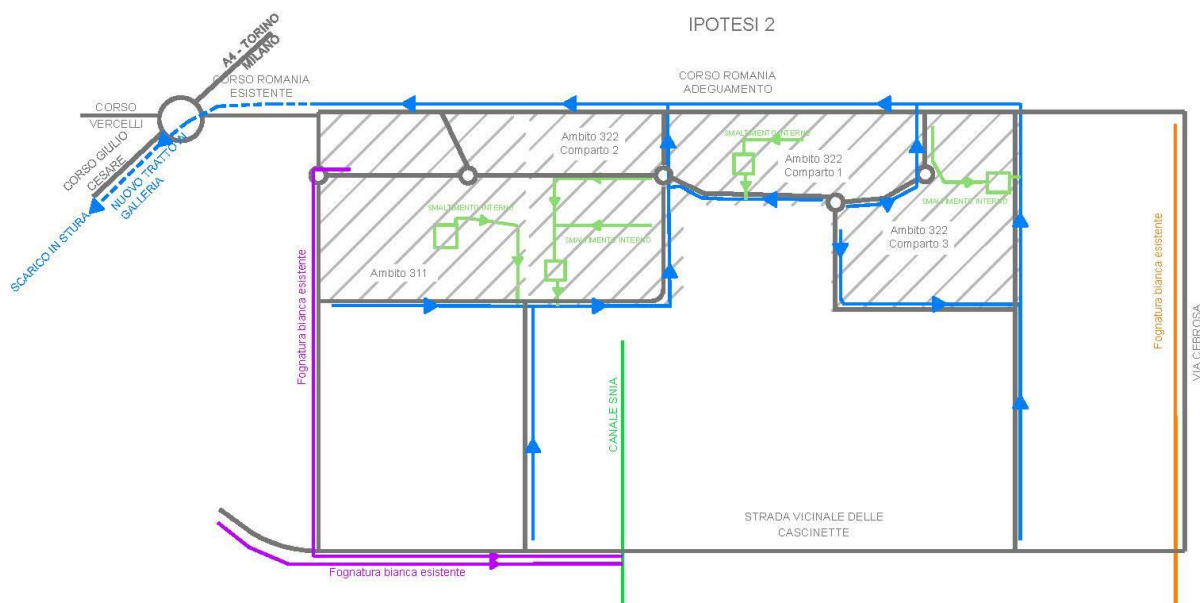 IPOTESI 2
A4 - TORINO
MILANO
CORSO ROMANIA
ESISTENTE
CORSO ROMANIA
ADEGUAMENTO
CORSO
VERCELLI
CORSO GIULIO
CESARE
NUOVO TRATTO IN
GALLERIA
SCARICO IN STURA
Ambito 322
Comparto 2
SMALTIMENTO INTERNO
Ambito 322
Comparto 1
SMALTIMENTO INTERNO
SMALTIMENTO INTERNO
SMALTIMENTO INTERNO
Ambito 322
Comparto 3
Ambito 311
Fognatura bianca esistente
Fognatura bianca esistente
VIA CEBROSA
CANALE SNIA
STRADA VICINALE DELLE
CASCINETTE
Fognatura bianca esistente